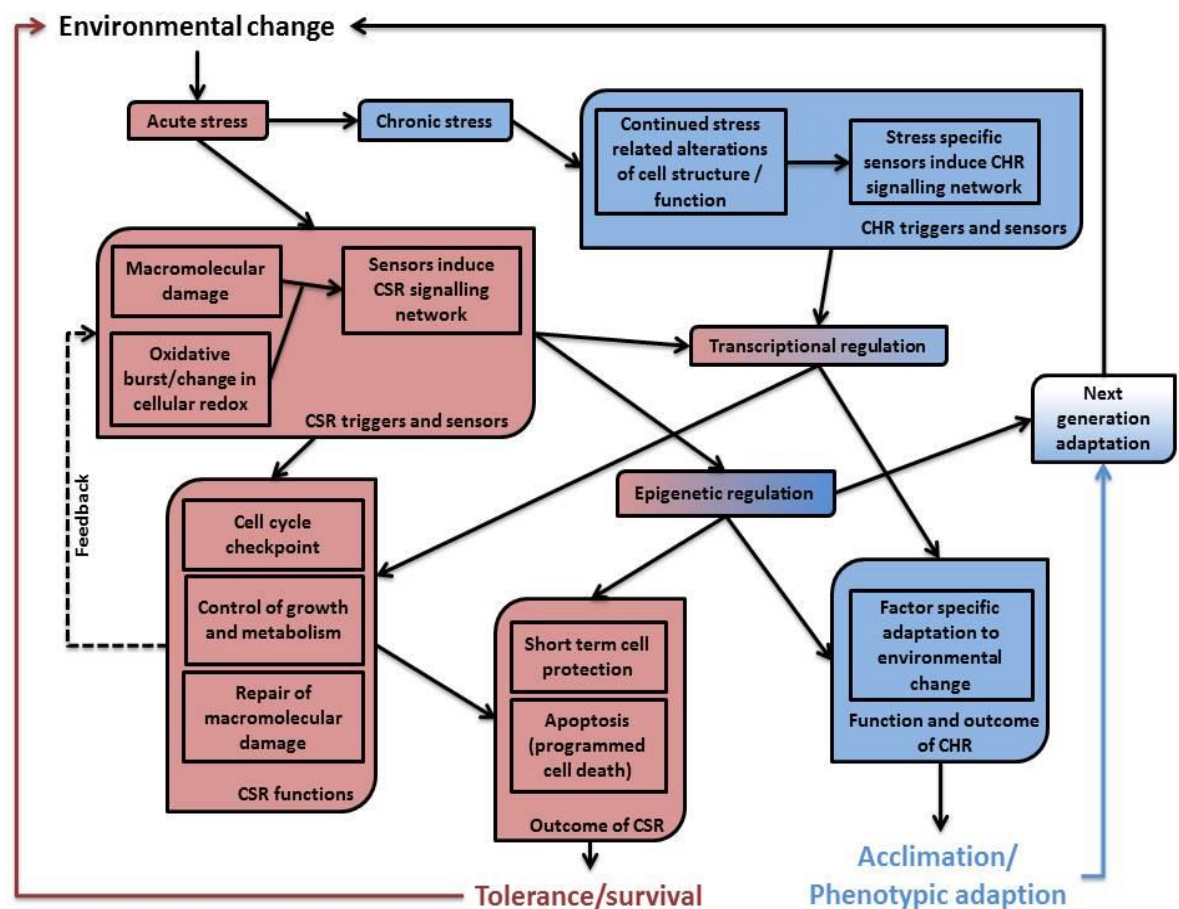 Environmental change
Acute stress
Chronic stress
Continued stress
related alterations
of cell structure /
function
Stress specific
sensors induce CHR
signalling network
CHR triggers and sensors
Macromolecular
damage
Sensors induce
CSR signalling
network
Oxidative
burst/change in
cellular redox
CSR triggers and sensors
Transcriptional regulation
Next
generation
adaptation
Feedback
Epigenetic regulation
Cell cycle
checkpoint
Control of growth
and metabolism
Repair of
macromolecular
damage
CSR functions
Short term cell
protection
Apoptosis
(programmed
cell death)
Outcome of CSR
Factor specific
adaptation to
environmental
change
Function and outcome
of CHR
Tolerance/survival
Acclimation/
Phenotypic adaption